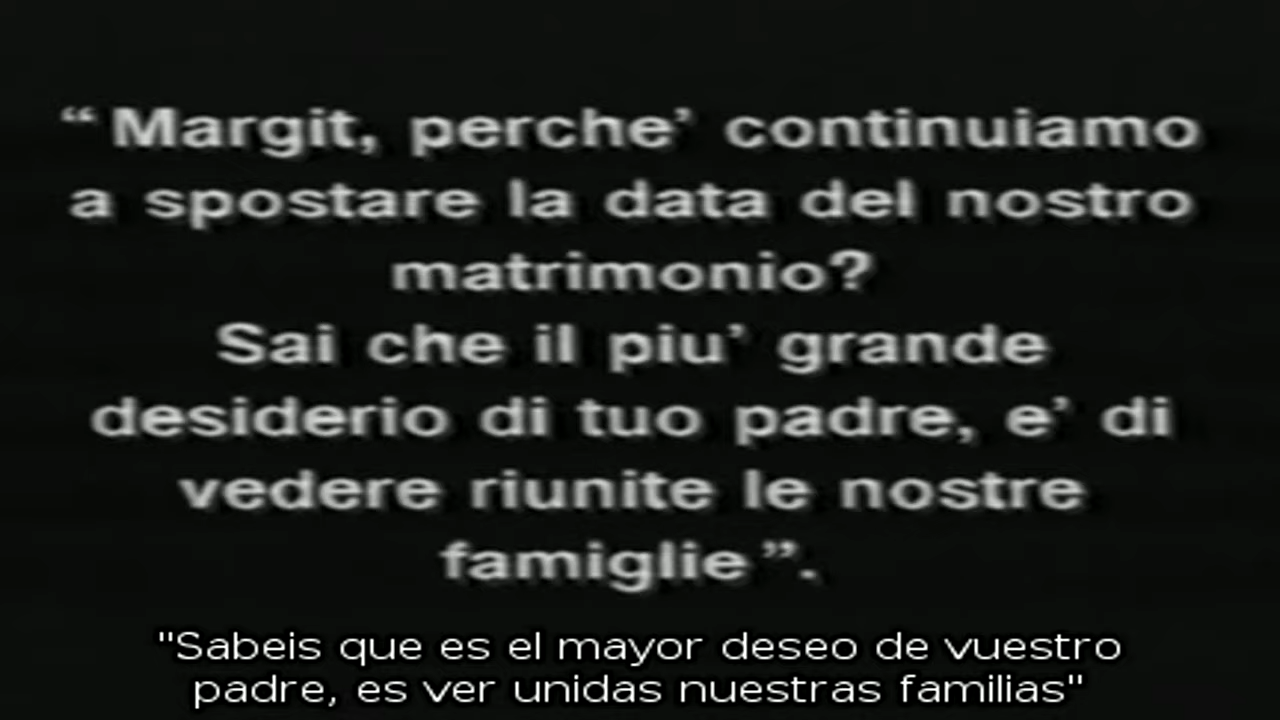 “ Margit, perche’ continuiamo
a spostare la data del nostro
matrimonio?
Sai che il piu’ grande
desiderio di tuo padre, e’ di
vedere riunite le nostre
famiglie ”.
"Sabeis que es el mayor deseo de vuestro
padre, es ver unidas nuestras familias"